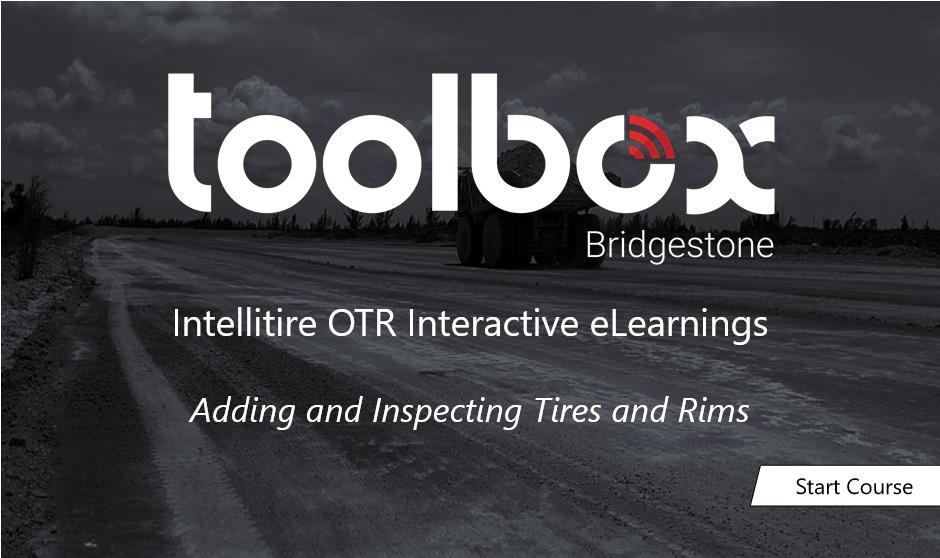 toolbox
Bridgestone
Intellitire OTR Interactive eLearnings
Adding and Inspecting Tires and Rims
Start Course